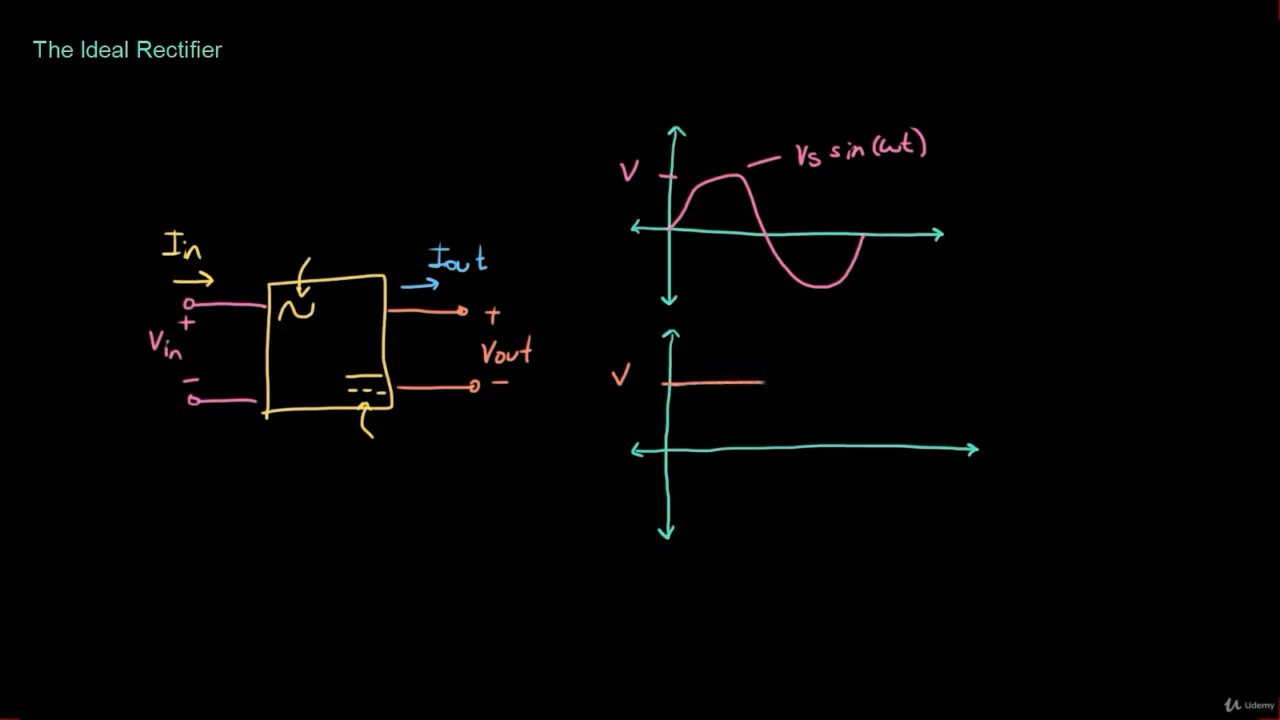 The Ideal Rectifier
V
Vs sin(ωt)
Iin
Iout
+
Vin
-
+
Vout
-
V
Udemy